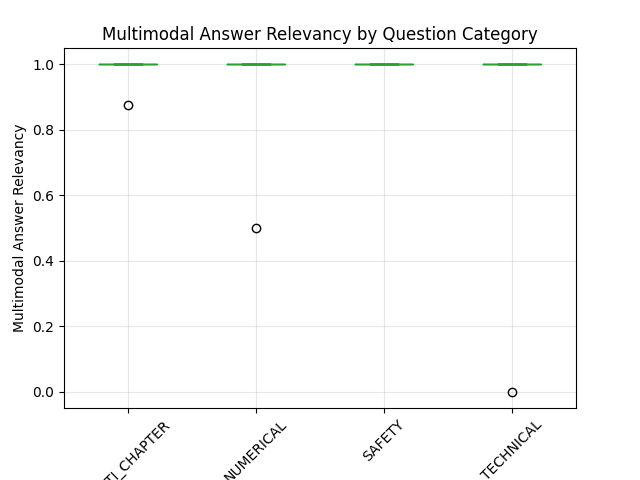 Multimodal Answer Relevancy by Question Category
Multimodal Answer Relevancy
1.0
0.8
0.6
0.4
0.2
0.0
TI_CHAPTER
NUMERICAL
SAFETY
TECHNICAL